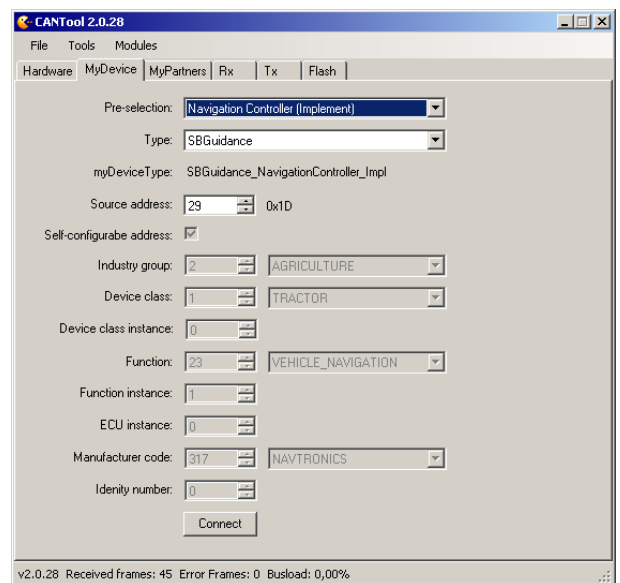 CANTool 2.0.28
File Tools Modules
Hardware MyDevice MyPartners Rx Tx Flash
Pre-selection: Navigation Controller (Implement)
Type: SBGuidance
myDeviceType: SBGuidance_NavigationController_Impl
Source address: 29 0x1D
Self-configurabe address:
Industry group: 2 AGRICULTURE
Device class: 1 TRACTOR
Device class instance: 0
Function: 23 VEHICLE_NAVIGATION
Function instance: 1
ECU instance: 0
Manufacturer code: 317 NAVTRONICS
Idenity number: 0
Connect
v2.0.28 Received frames: 45 Error Frames: 0 Busload: 0,00%